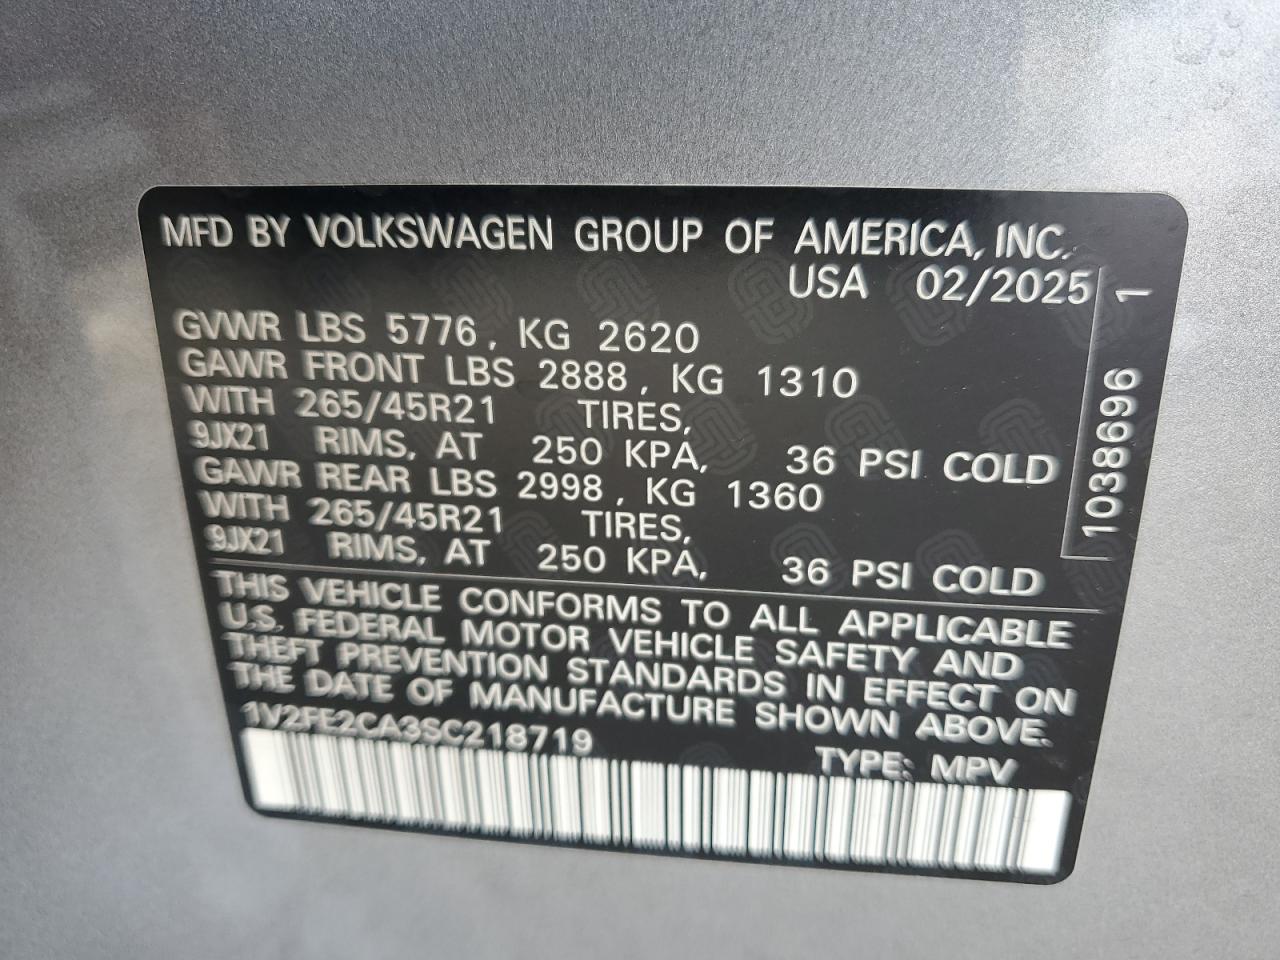 MFD BY VOLKSWAGEN GROUP OF AMERICA, INC.
USA 02/2025
GVWR LBS 5776, KG 2620
GAWR FRONT LBS 2888, KG 1310
WITH 265/45R21 TIRES,
9JX21 RIMS, AT 250 KPA, 36 PSI COLD
GAWR REAR LBS 2998, KG 1360
WITH 265/45R21 TIRES,
9JX21 RIMS, AT 250 KPA, 36 PSI COLD
THIS VEHICLE CONFORMS TO ALL APPLICABLE
U.S. FEDERAL MOTOR VEHICLE SAFETY AND
THEFT PREVENTION STANDARDS IN EFFECT ON
THE DATE OF MANUFACTURE SHOWN ABOVE.
1V2FE2CA3SC218719
TYPE: MPV
1038696 1